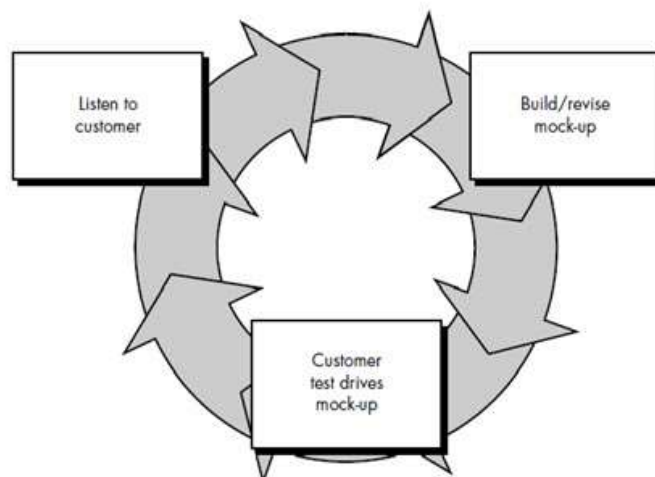 Listen to
customer
Build/revise
mock-up
Customer
test drives
mock-up